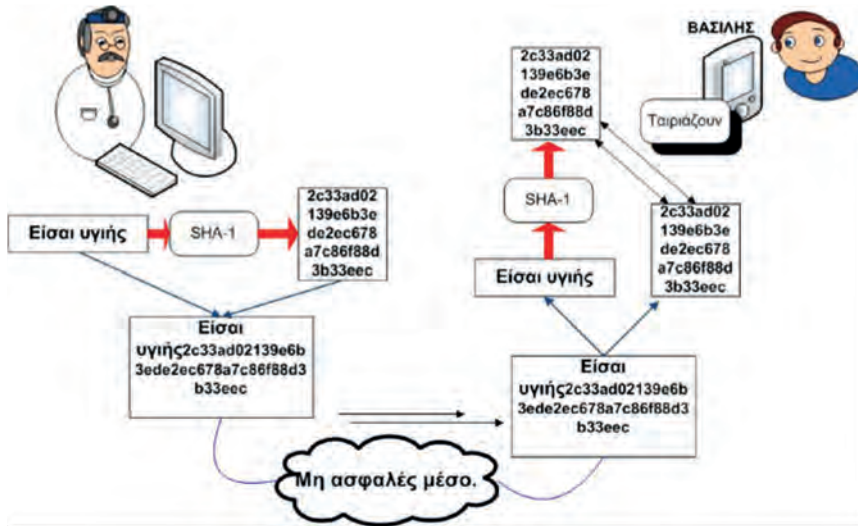 ΒΑΣΙΛΗΣ
2c33ad02
139e6b3e
de2ec678
a7c86f88d
3b33eec
Ταιριάζουν
2c33ad02
139e6b3e
de2ec678
a7c86f88d
3b33eec
SHA-1
Είσαι υγιής
SHA-1
2c33ad02
139e6b3e
de2ec678
a7c86f88d
3b33eec
Είσαι υγιής
Είσαι
υγιής2c33ad02139e6b
3ede2ec678a7c86f88d3
b33eec
Είσαι
υγιής2c33ad02139e6b
3ede2ec678a7c86f88d3
b33eec
Μη ασφαλές μέσο.